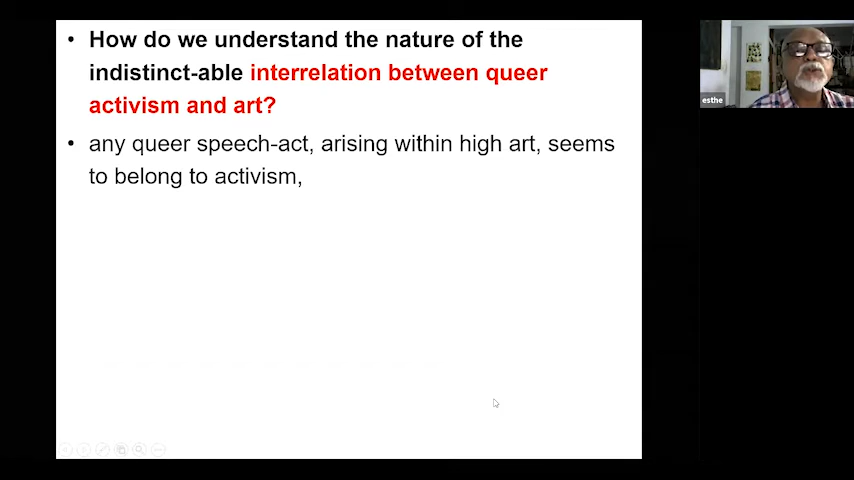 • How do we understand the nature of the
indistinct-able interrelation between queer
activism and art?
• any queer speech-act, arising within high art, seems
to belong to activism,
esthe